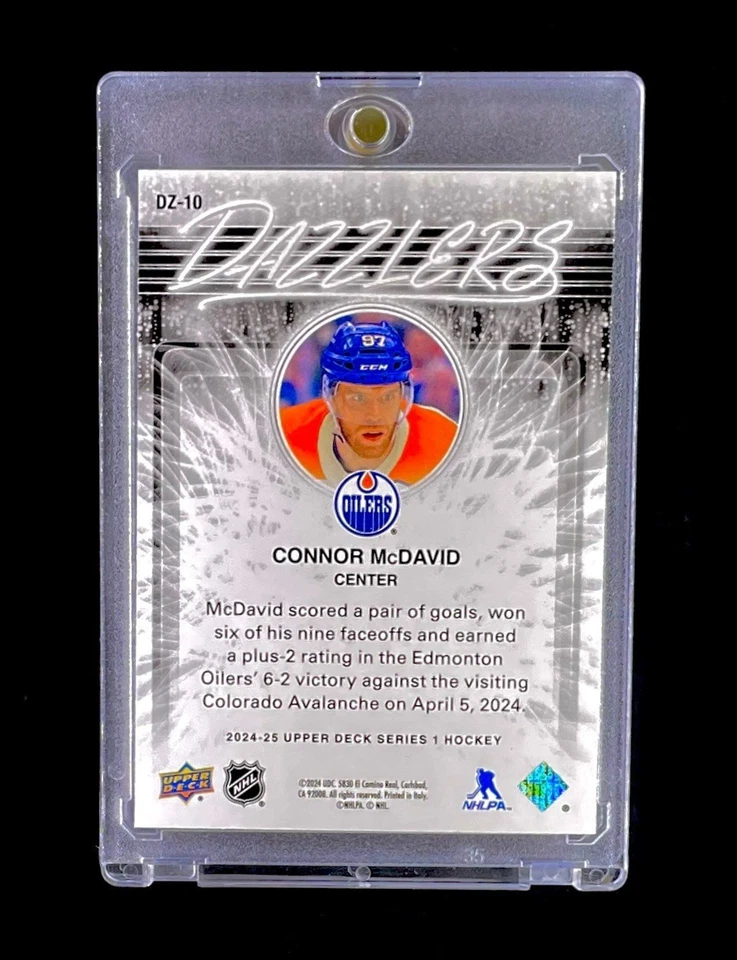 DZ-10
DAZZLERS
97
CCM
OILERS
CONNOR McDAVID
CENTER
McDavid scored a pair of goals, won
six of his nine faceoffs and earned
a plus-2 rating in the Edmonton
Oilers' 6-2 victory against the visiting
Colorado Avalanche on April 5, 2024.
2024-25 UPPER DECK SERIES 1 HOCKEY
UPPER
DECK
NHL
©2024 UDC. 5830 El Camino Real, Carlsbad,
CA 92008. All rights reserved. Printed in Italy.
©NHLPA. © NHL.
NHLPA
35